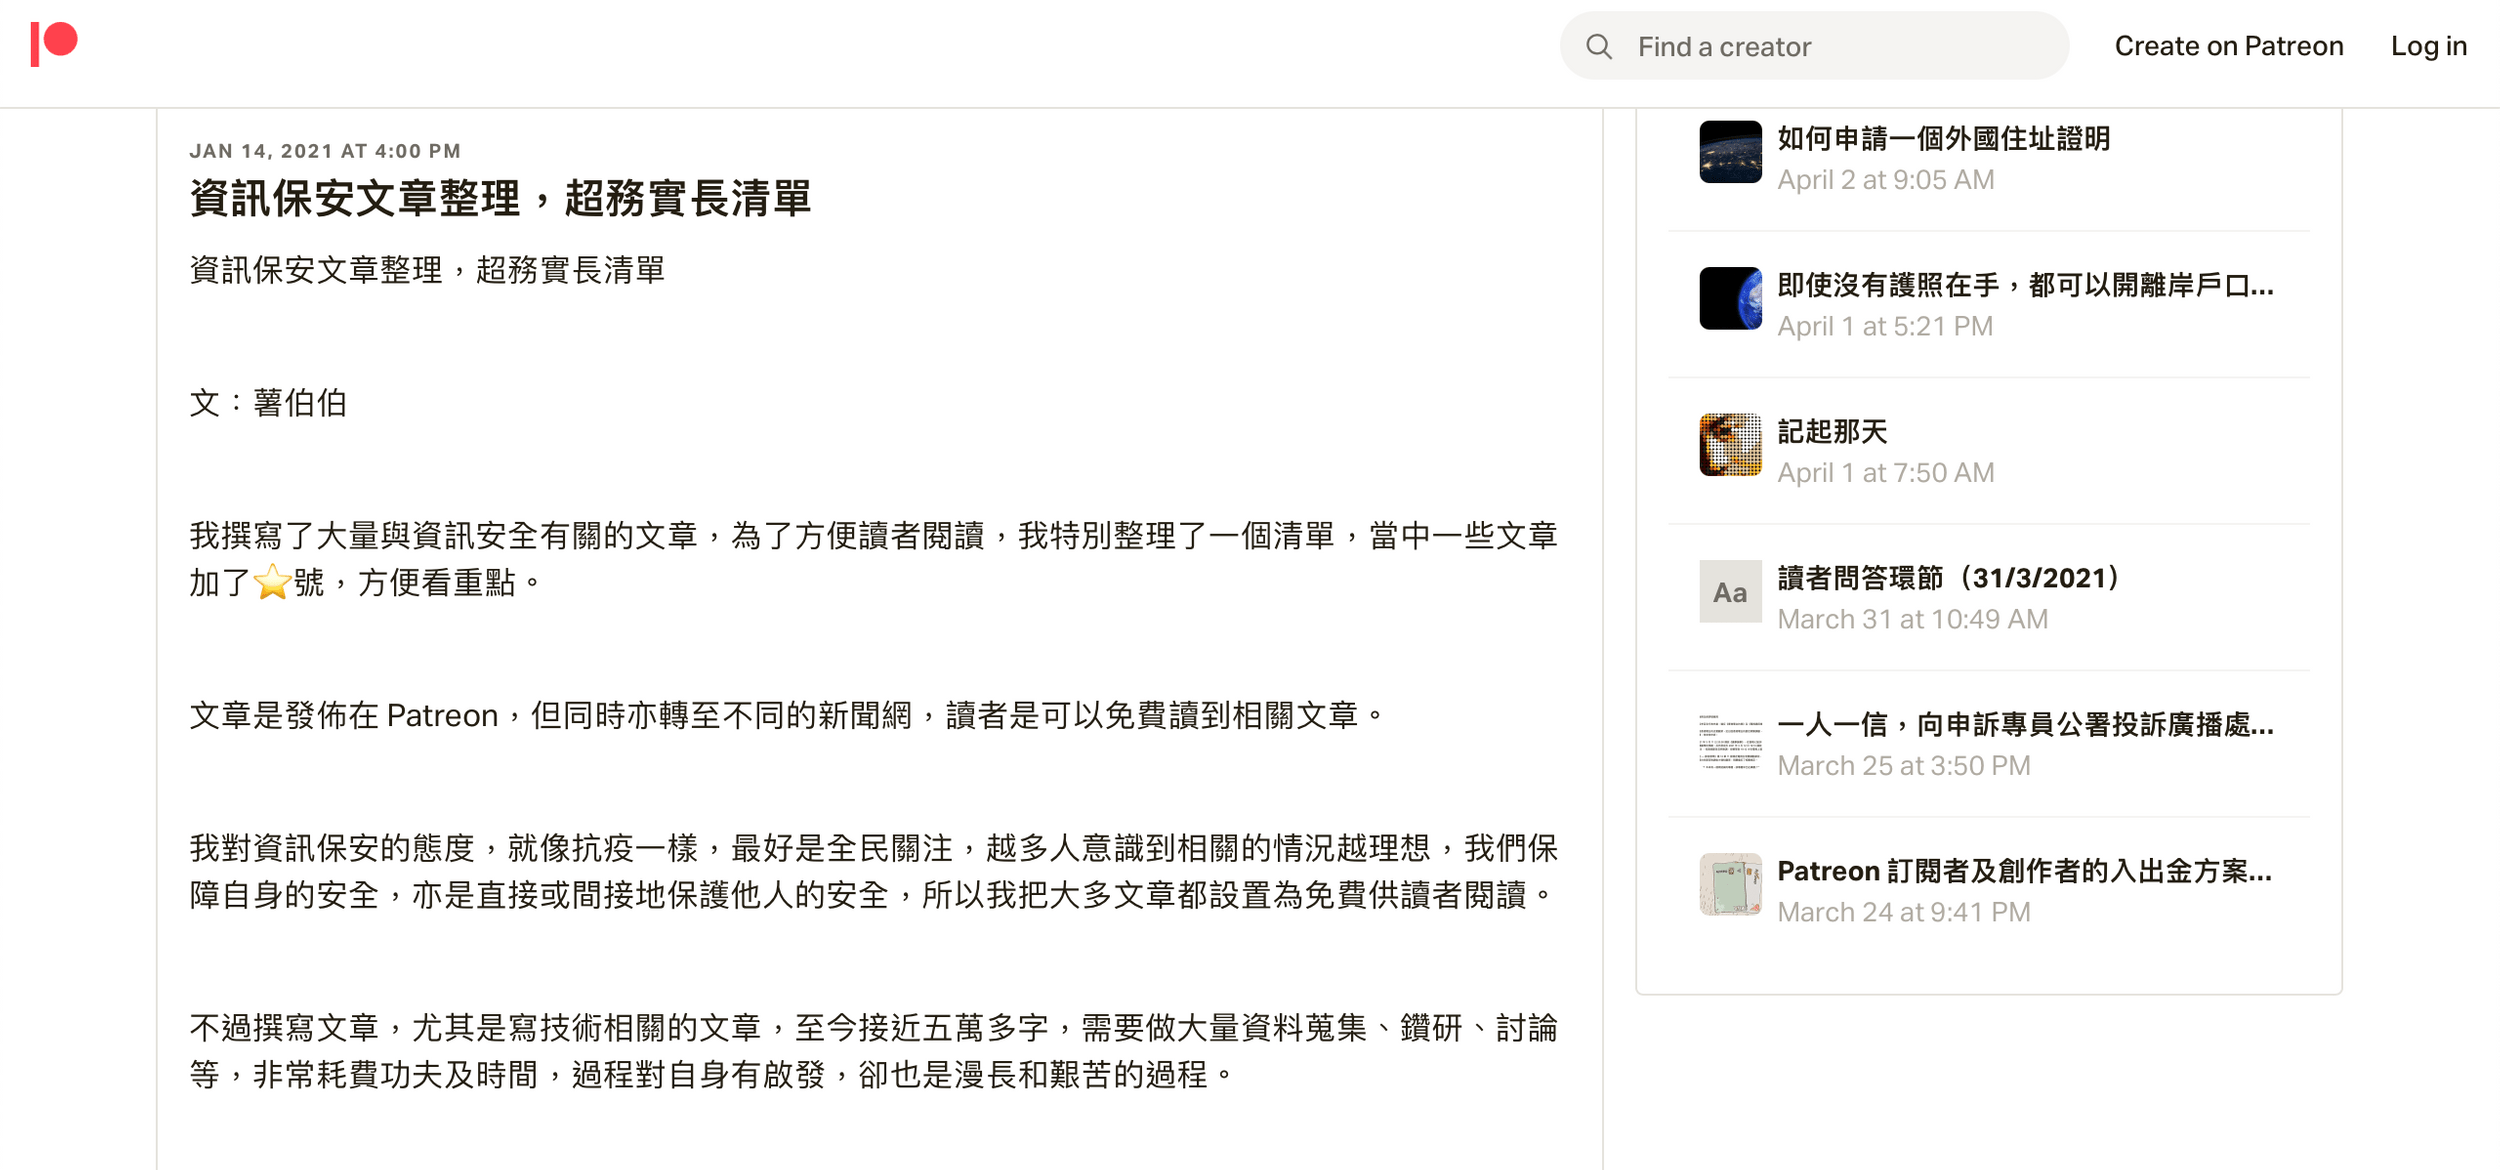 Find a creator
Create on Patreon
Log in
JAN 14, 2021 AT 4:00 PM
資訊保安文章整理，超務實長清單
資訊保安文章整理，超務實長清單
文：薯伯伯
我撰寫了大量與資訊安全有關的文章，為了方便讀者閱讀，我特別整理了一個清單，當中一些文章
加了⭐號，方便看重點。
文章是發佈在 Patreon，但同時亦轉至不同的新聞網，讀者是可以免費讀到相關文章。
我對資訊保安的態度，就像抗疫一樣，最好是全民關注，越多人意識到相關的情況越理想，我們保
障自身的安全，亦是直接或間接地保護他人的安全，所以我把大多文章都設置為免費供讀者閱讀。
不過撰寫文章，尤其是寫技術相關的文章，至今接近五萬多字，需要做大量資料蒐集、鑽研、討論
等，非常耗費功夫及時間，過程對自身有啟發，卻也是漫長和艱苦的過程。
如何申請一個外國住址證明
April 2 at 9:05 AM
即使沒有護照在手，都可以開離岸戶口...
April 1 at 5:21 PM
記起那天
April 1 at 7:50 AM
Aa
讀者問答環節（31/3/2021）
March 31 at 10:49 AM
一人一信，向申訴專員公署投訴廣播處...
March 25 at 3:50 PM
Patreon 訂閱者及創作者的入出金方案...
March 24 at 9:41 PM